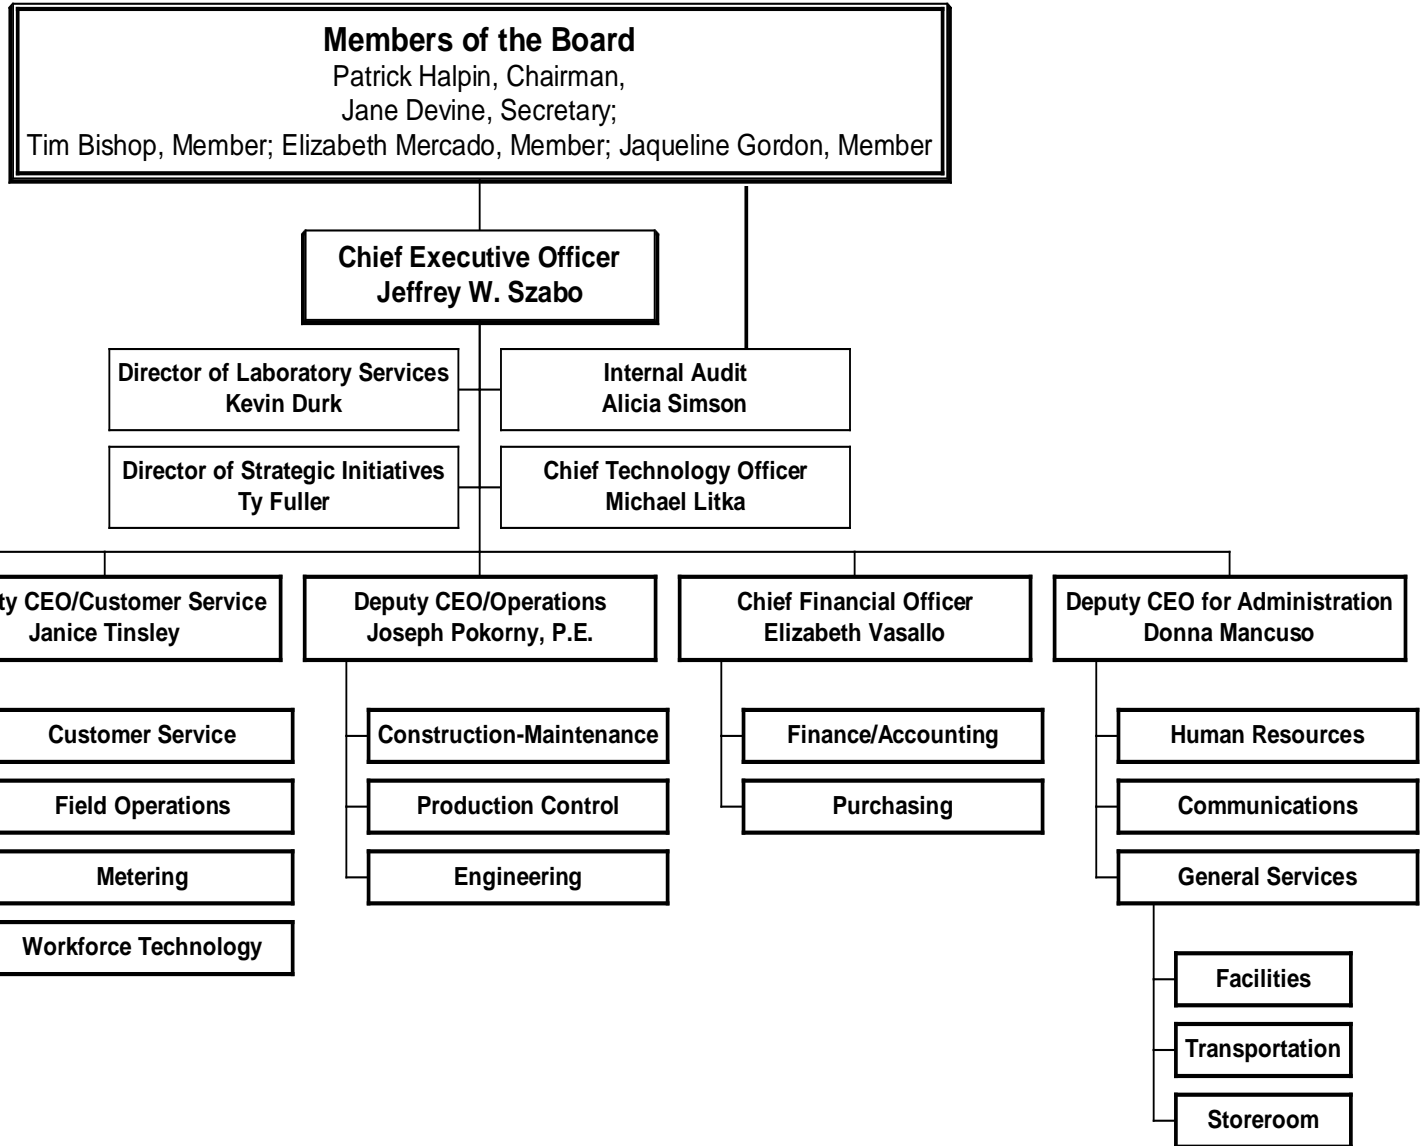 Members of the Board
Patrick Halpin, Chairman,
Jane Devine, Secretary;
Tim Bishop, Member; Elizabeth Mercado, Member; Jaqueline Gordon, Member
Chief Executive Officer
Jeffrey W. Szabo
Director of Laboratory Services
Kevin Durk
Internal Audit
Alicia Simson
Director of Strategic Initiatives
Ty Fuller
Chief Technology Officer
Michael Litka
ty CEO/Customer Service
Janice Tinsley
Deputy CEO/Operations
Joseph Pokorny, P.E.
Chief Financial Officer
Elizabeth Vasallo
Deputy CEO for Administration
Donna Mancuso
Customer Service
Field Operations
Metering
Workforce Technology
Construction-Maintenance
Production Control
Engineering
Finance/Accounting
Purchasing
Human Resources
Communications
General Services
Facilities
Transportation
Storeroom